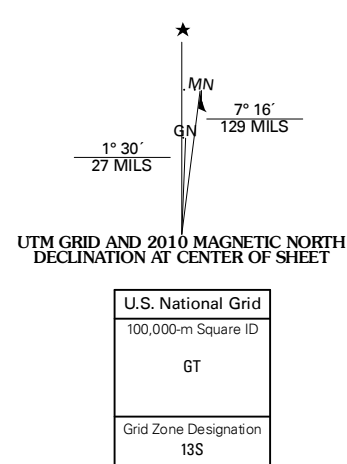 MN
GN
7° 16´
129 MILS
1° 30´
27 MILS
UTM GRID AND 2010 MAGNETIC NORTH
DECLINATION AT CENTER OF SHEET
U.S. National Grid
100,000-m Square ID
GT
Grid Zone Designation
13S